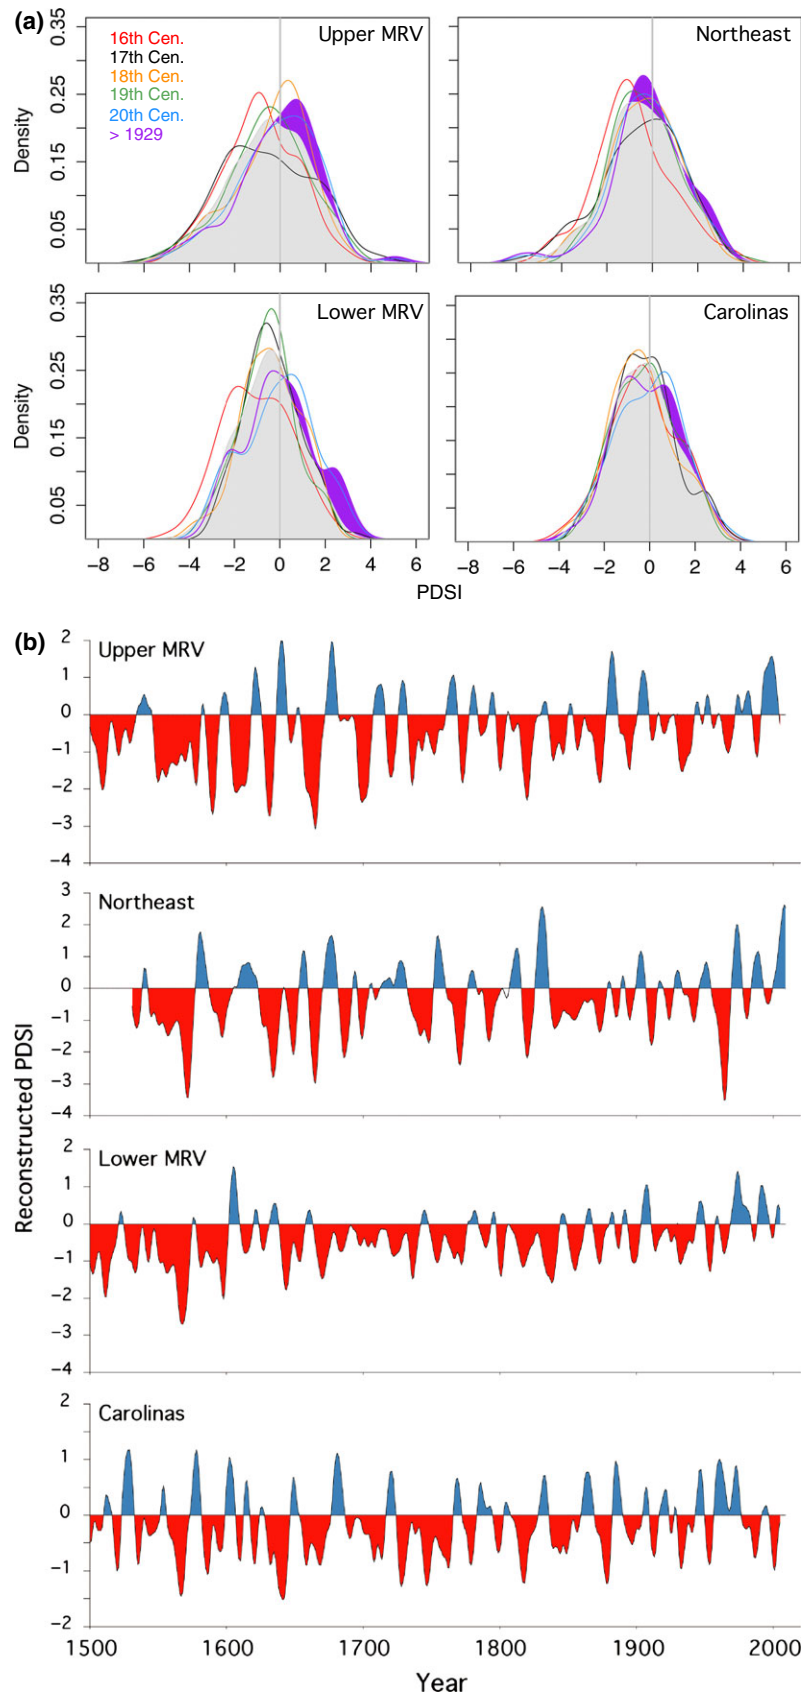 (a)
Upper MRV
Northeast
16th Cen.
17th Cen.
18th Cen.
19th Cen.
20th Cen.
> 1929
Density
0.35
0.25
0.15
0.05
Lower MRV
Carolinas
Density
0.35
0.25
0.15
0.05
−8 −6 −4 −2 0 2 4 6 −8 −6 −4 −2 0 2 4 6
PDSI
(b)
Upper MRV
2
1
0
−1
−2
−3
−4
Northeast
3
2
1
0
−1
−2
−3
−4
Reconstructed PDSI
Lower MRV
2
1
0
−1
−2
−3
−4
Carolinas
2
1
0
−1
−2
1500 1600 1700 1800 1900 2000
Year